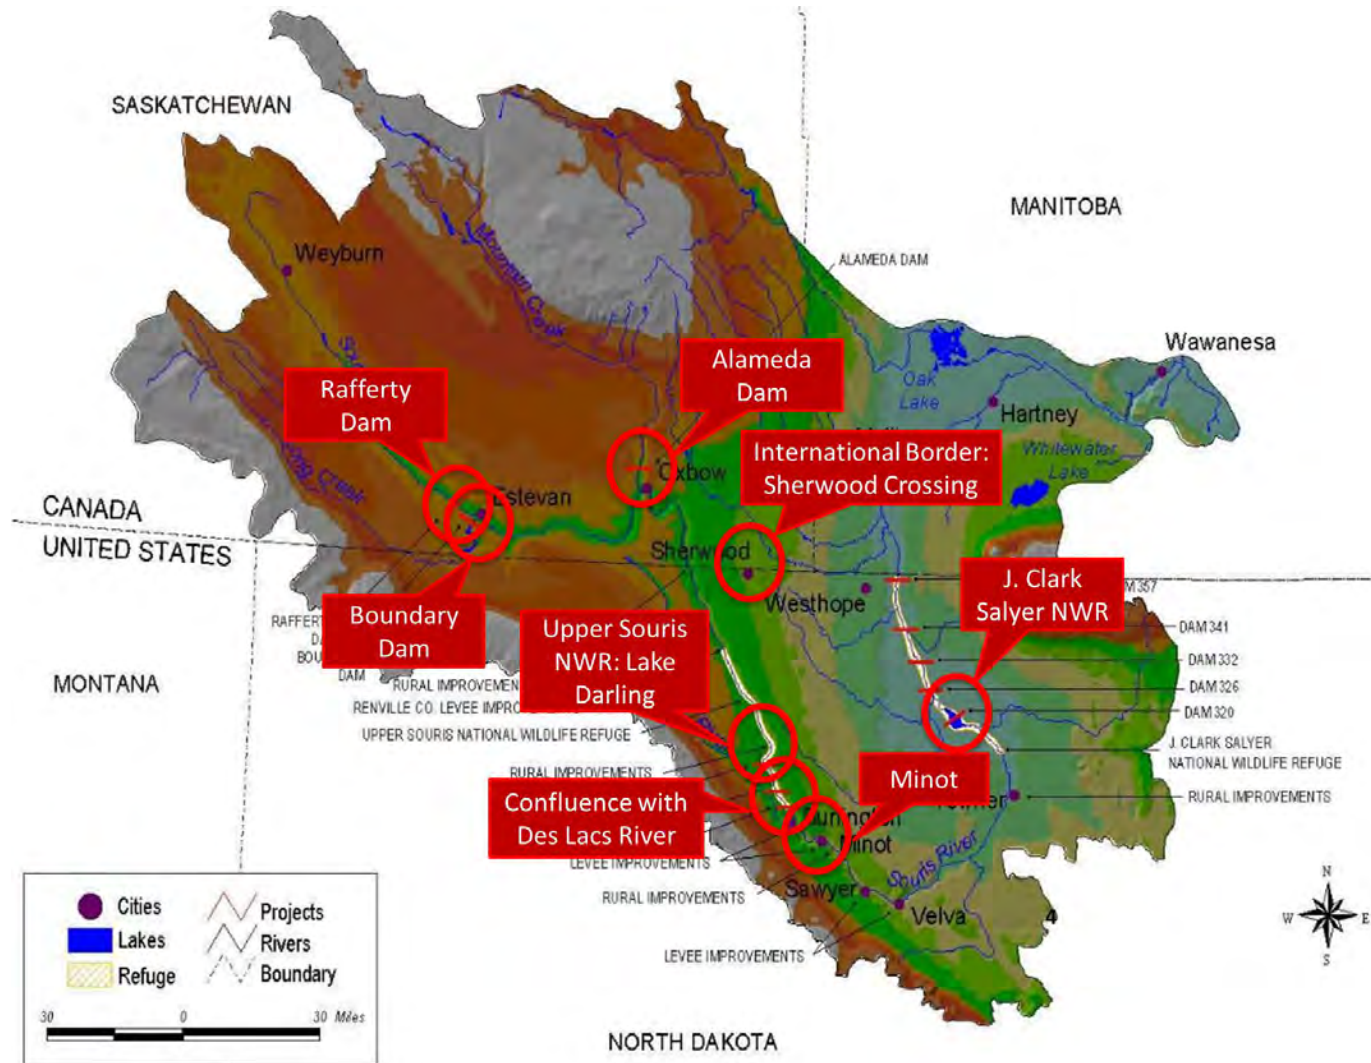 SASKATCHEWAN
MANITOBA
Weyburn
Mountain Creek
ALAMEDA DAM
Wawanesa
Oak
Lake
Hartney
Alameda
Dam
Rafferty
Dam
International Border:
Sherwood Crossing
Whitewater
Lake
Oxbow
Estevan
Creek
CANADA
UNITED STATES
Sherwood
Westhope
J. Clark
Salyer NWR
357
Boundary
Dam
Upper Souris
NWR: Lake
Darling
DAM 341
DAM 332
DAM 326
DAM 320
MONTANA
DAM
RURAL IMPROVEMEN
RENVILLE CO. LEVEE IMPROV
UPPER SOURIS NATIONAL WILDLIFE REFUGE
J. CLARK SALYER
NATIONAL WILDLIFE REFUGE
RURAL IMPROVEMENTS
Minot
RURAL IMPROVEMENTS
Confluence with
Des Lacs River
Minot
LEVEE IMPROVEMENTS
RURAL IMPROVEMENTS
Sawyer
Souris River
Velva
4
LEVEE IMPROVEMENTS
N
W
E
S
Cities
Lakes
Refuge
Projects
Rivers
Boundary
30
0
30 Miles
NORTH DAKOTA